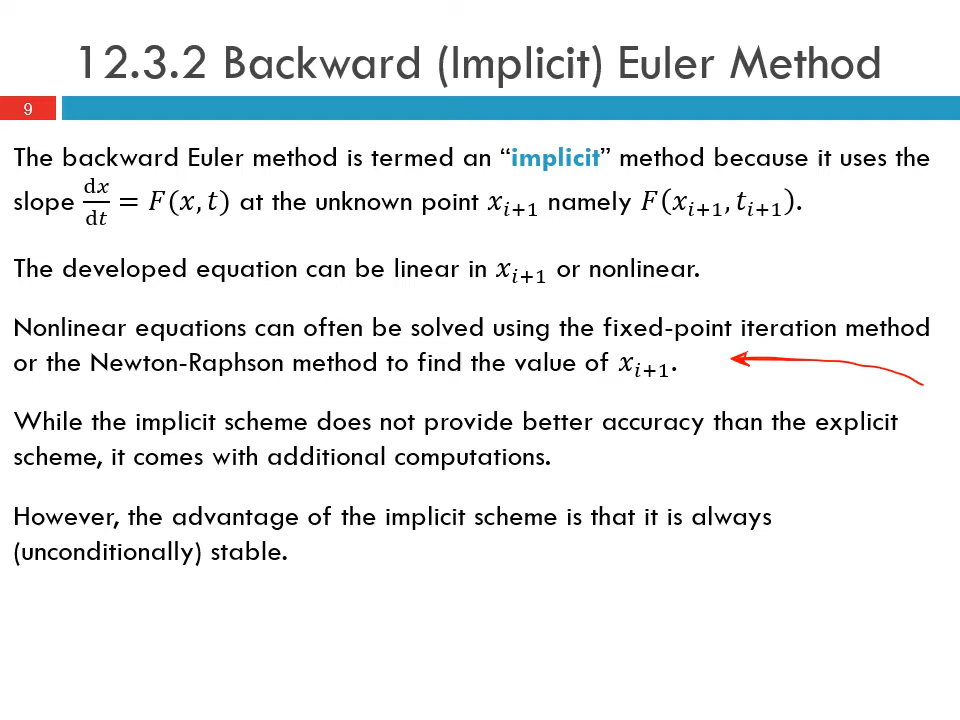 12.3.2 Backward (Implicit) Euler Method
9
The backward Euler method is termed an “implicit” method because it uses the
slope dx/dt = F(x, t) at the unknown point x_{i+1} namely F(x_{i+1}, t_{i+1}).
The developed equation can be linear in x_{i+1} or nonlinear.
Nonlinear equations can often be solved using the fixed-point iteration method
or the Newton-Raphson method to find the value of x_{i+1}.
While the implicit scheme does not provide better accuracy than the explicit
scheme, it comes with additional computations.
However, the advantage of the implicit scheme is that it is always
(unconditionally) stable.